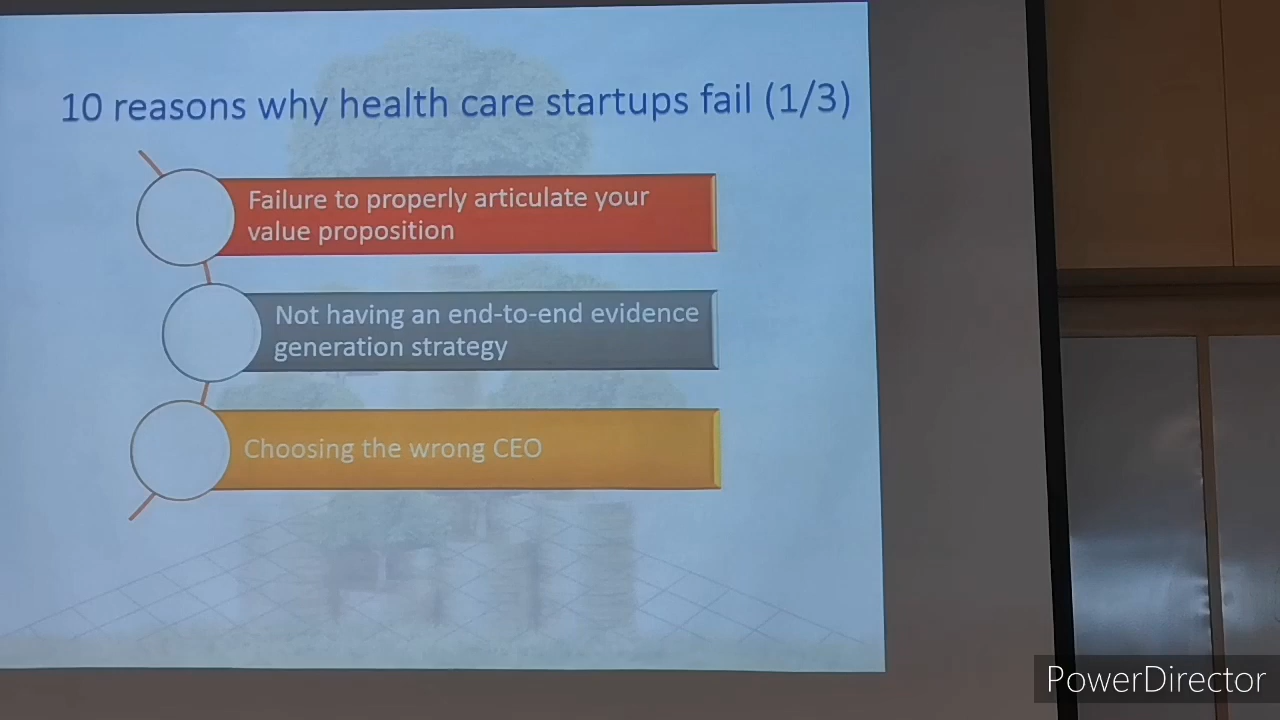 10 reasons why health care startups fail (1/3)
Failure to properly articulate your
value proposition
Not having an end-to-end evidence
generation strategy
Choosing the wrong CEO
PowerDirector